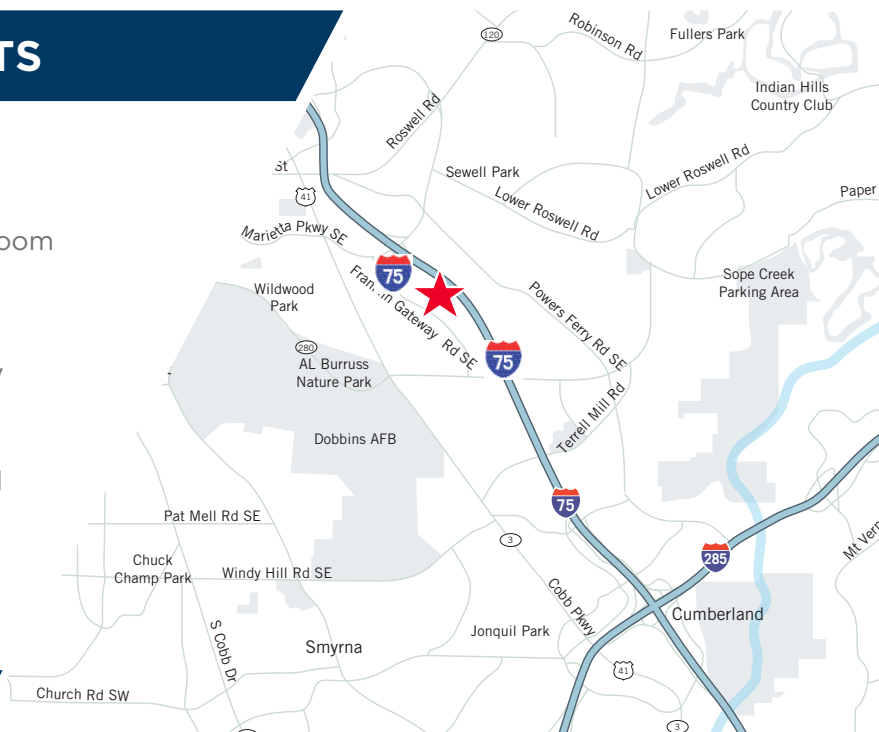 TS
oom
120
Robinson Rd
Fullers Park
Indian Hills
Country Club
Roswell Rd
St
Sewell Park
Lower Roswell Rd
Lower Roswell Rd
Paper
41
Marietta Pkwy SE
75
Sope Creek
Parking Area
Wildwood
Park
Gateway Rd SE
Powers Ferry Rd SE
280
75
AL Burruss
Nature Park
Terrell Mill Rd
Dobbins AFB
75
Pat Mell Rd SE
3
285
Mt Vern
Chuck
Champ Park
Windy Hill Rd SE
Cobb Pkwy
Cumberland
S Cobb Dr
Jonquil Park
Smyrna
41
Church Rd SW
3